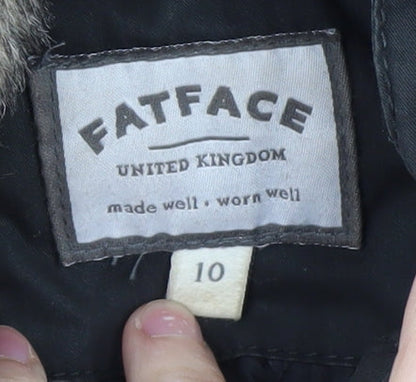 FATFACE
UNITED KINGDOM
made well • worn well
10